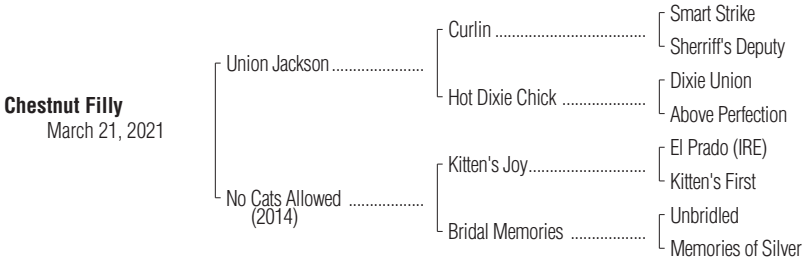 Chestnut Filly
March 21, 2021
Union Jackson
No Cats Allowed
(2014)
Curlin
Hot Dixie Chick
Kitten's Joy
Bridal Memories
Smart Strike
Sherriff's Deputy
Dixie Union
Above Perfection
El Prado (IRE)
Kitten's First
Unbridled
Memories of Silver